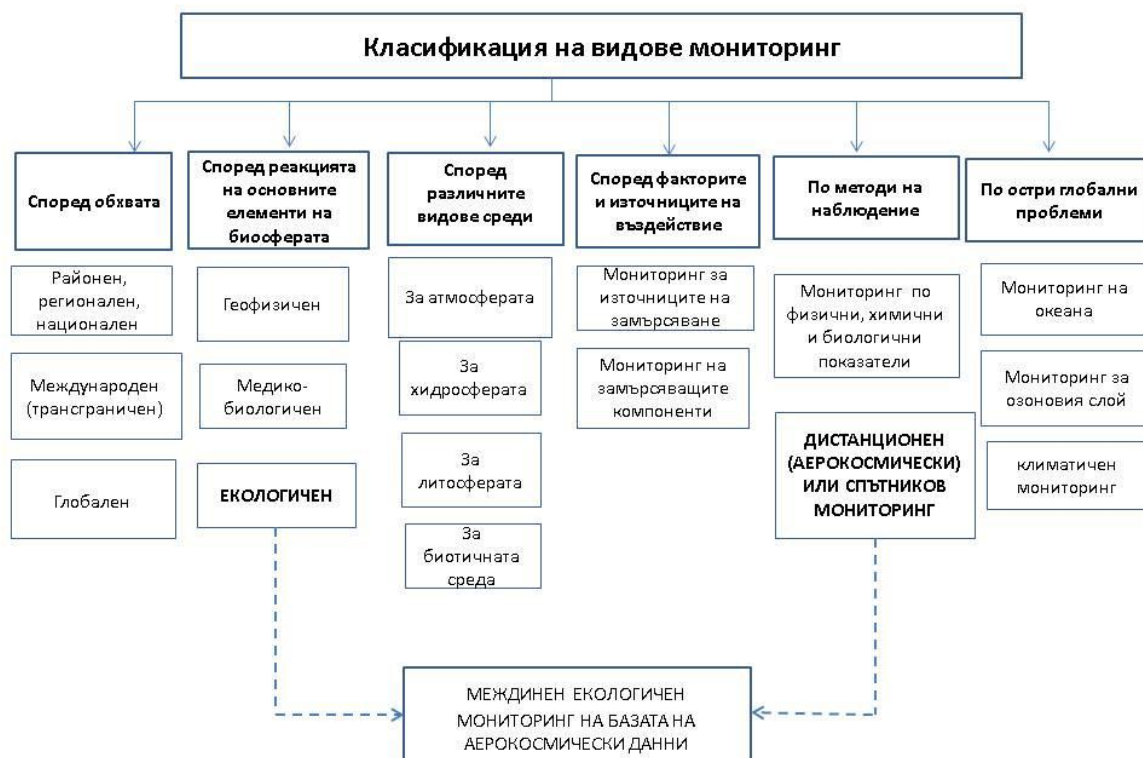 Класификация на видове мониторинг
Според обхвата
Районен,
регионален,
национален
Международен
(трансграничен)
Глобален
Според реакцията
на основните
елементи на
биосферата
Геофизичен
Медико-
биологичен
ЕКОЛОГИЧЕН
Според
различните
видове среди
За атмосферата
За
хидросферата
За
литосферата
За
биотичната
среда
Според факторите
и източниците на
въздействие
Мониторинг за
източниците на
замърсяване
Мониторинг на
замърсяващите
компоненти
По методи на
наблюдение
Мониторинг по
физични, химични
и биологични
показатели
ДИСТАНЦИОНЕН
(АЕРОКОСМИЧЕСКИ)
ИЛИ СПЪТНИКОВ
МОНИТОРИНГ
По остри глобални
проблеми
Мониторинг на
океана
Мониторинг за
озоновия слой
климатичен
мониторинг
МЕЖДИНЕН ЕКОЛОГИЧЕН
МОНИТОРИНГ НА БАЗАТА НА
АЕРОКОСМИЧЕСКИ ДАННИ